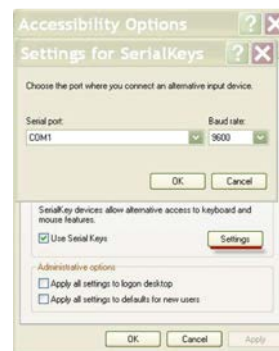 Accessibility Options
Settings for SerialKeys
Choose the port where you connect an alternative input device.
Serial port:
Baud rate:
COM1
9600
OK
Cancel
SerialKey devices allow alternative access to keyboard and
mouse features.
Use Serial Keys
Settings
Administrative options
Apply all settings to logon desktop
Apply all settings to defaults for new users
OK
Cancel
Apply